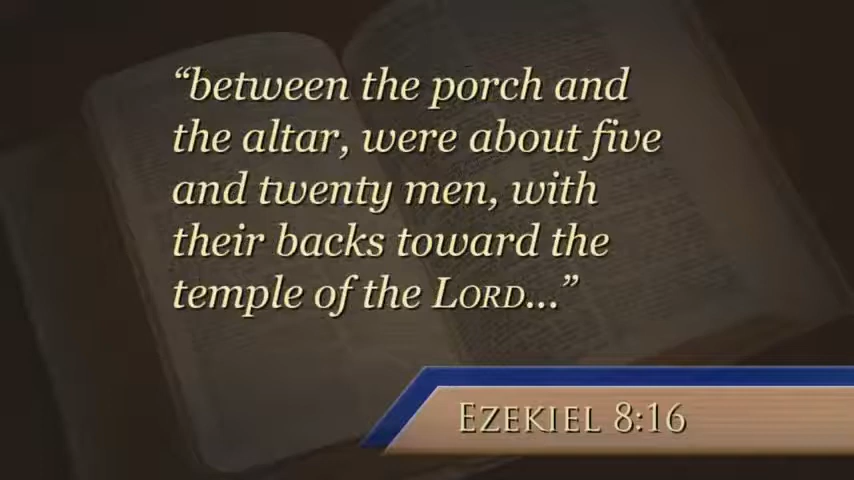 “between the porch and
the altar, were about five
and twenty men, with
their backs toward the
temple of the LORD...”
EZEKIEL 8:16